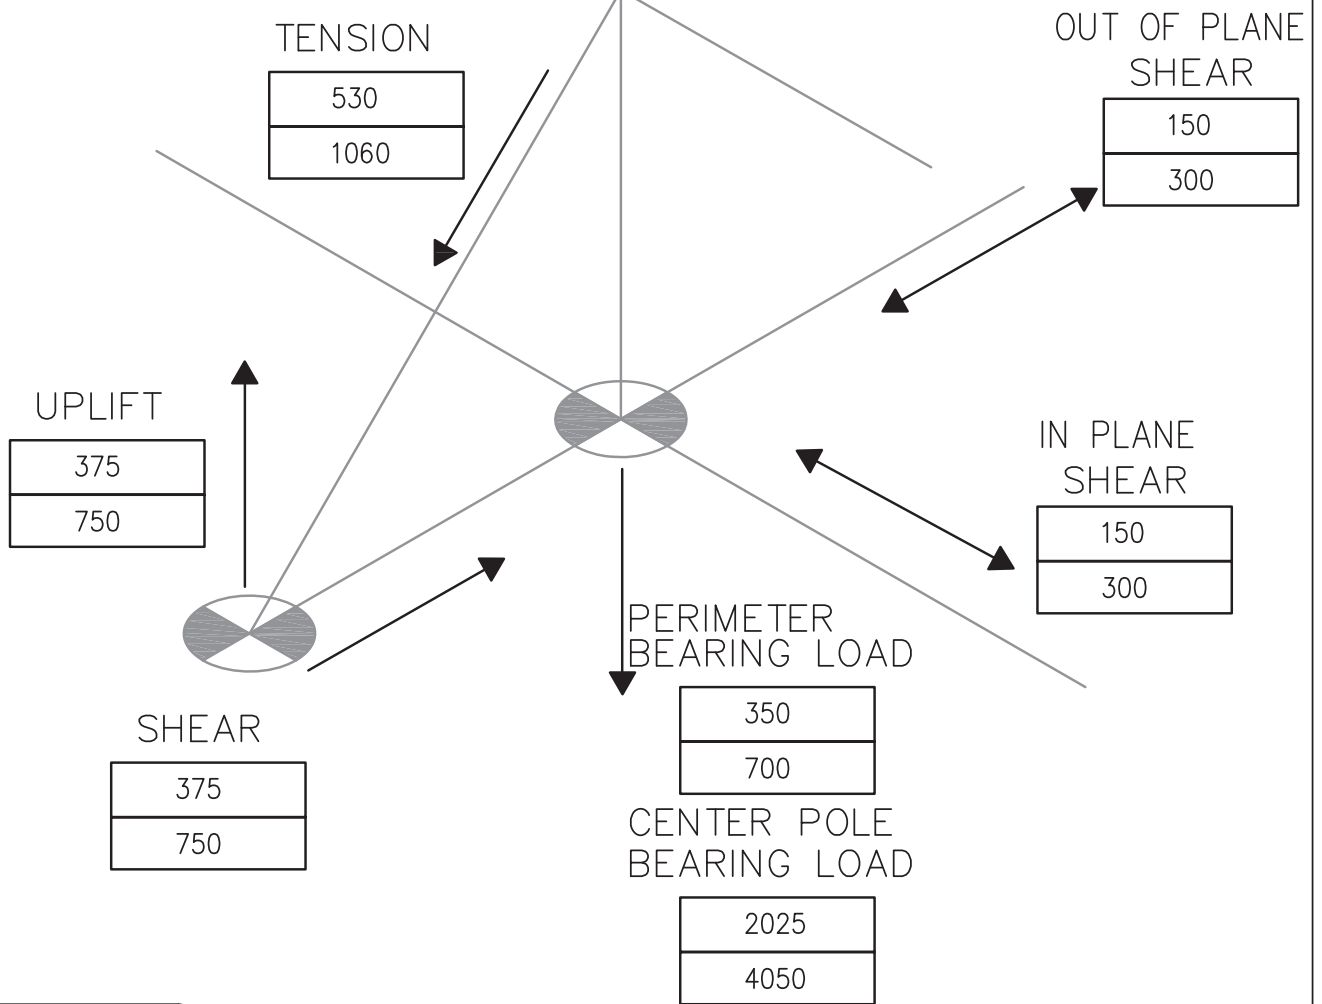 TENSION
530
1060
OUT OF PLANE
SHEAR
150
300
UPLIFT
375
750
IN PLANE
SHEAR
150
300
PERIMETER
BEARING LOAD
350
700
SHEAR
375
750
CENTER POLE
BEARING LOAD
2025
4050